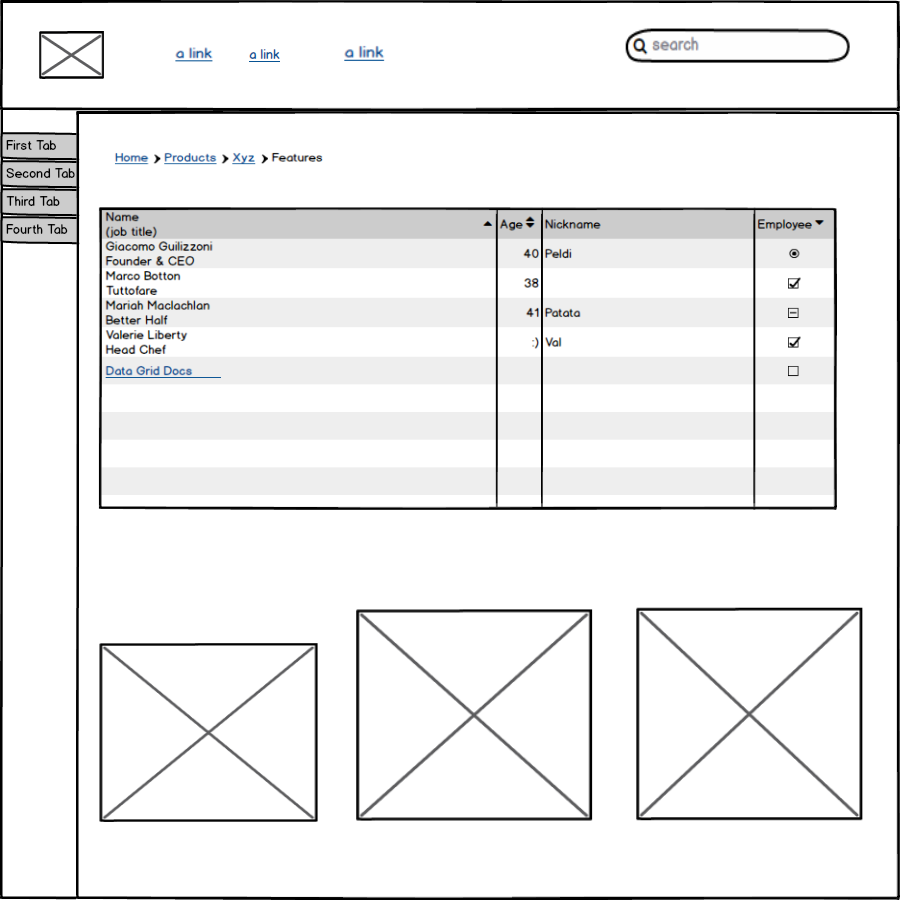 a link a link a link search
First Tab
Second Tab
Third Tab
Fourth Tab
Home Products Xyz Features
Name
(job title) Age Nickname Employee
Giacomo Guilizzoni
Founder & CEO 40 Peldi
Marco Botton
Tuttofare 38
Mariah Maclachlan
Better Half 41 Patata
Valerie Liberty
Head Chef :) Val
Data Grid Docs